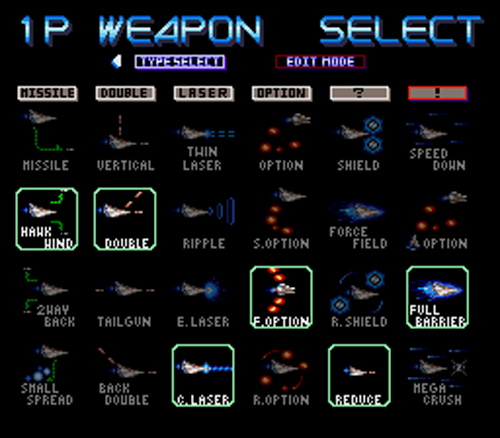 1P WEAPON SELECT
TYPE SELECT EDIT MODE
MISSILE DOUBLE LASER OPTION ? !
MISSILE VERTICAL TWIN LASER OPTION SHIELD SPEED DOWN
HAWK WIND DOUBLE RIPPLE S.OPTION FORCE FIELD OPTION
2WAY BACK TAILGUN E.LASER F.OPTION R.SHIELD FULL BARRIER
SMALL SPREAD BACK DOUBLE C.LASER R.OPTION REDUCE MEGA CRUSH